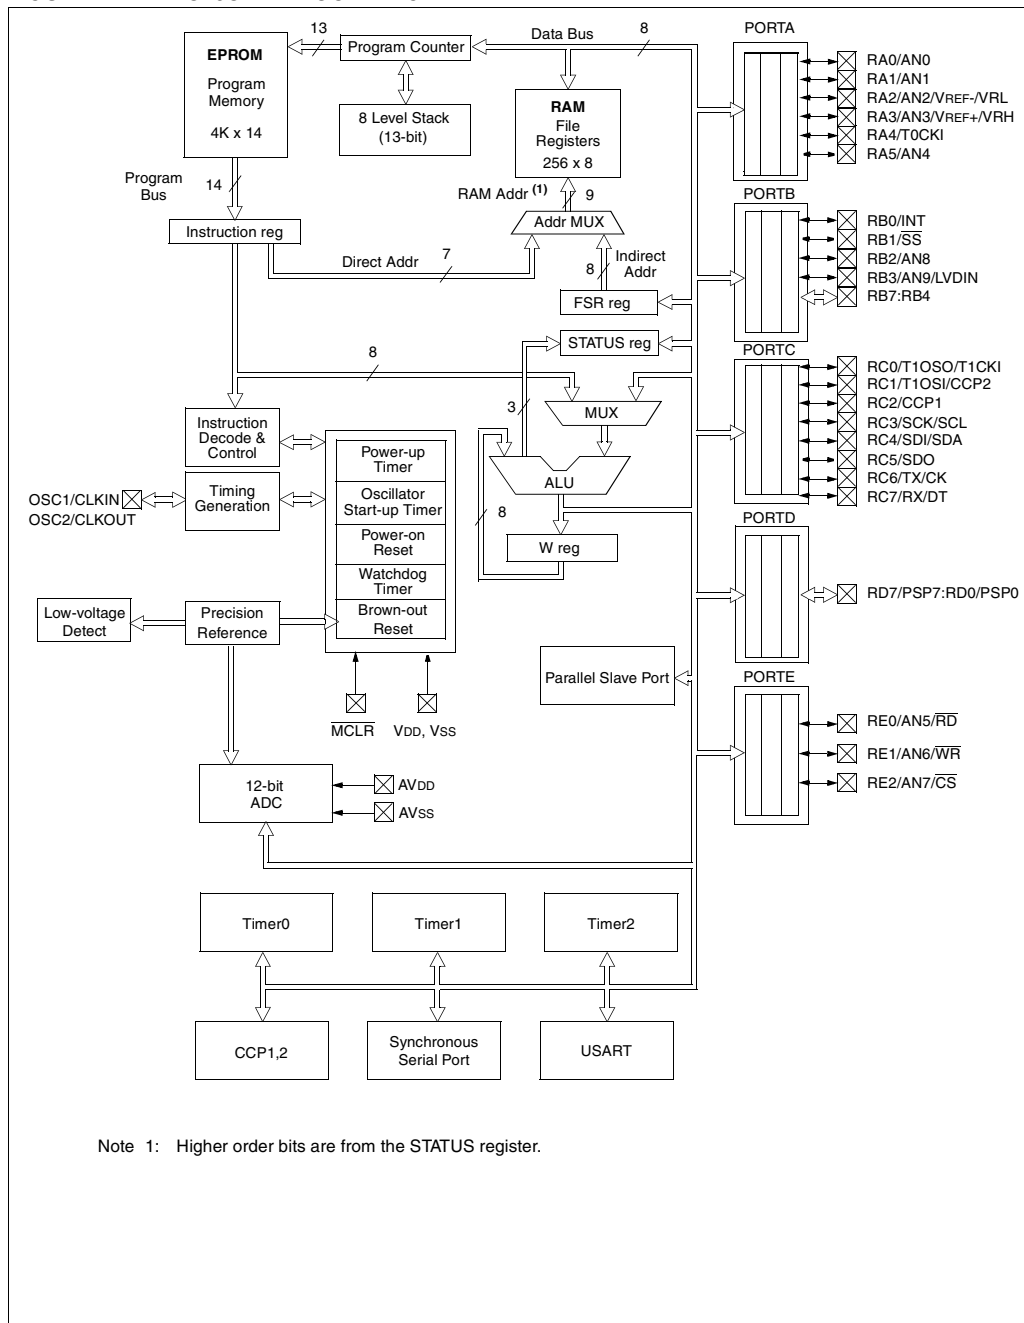 13
Program Counter
Data Bus
8
PORTA
EPROM
Program
Memory
4K x 14
8 Level Stack
(13-bit)
RAM
File
Registers
256 x 8
RA0/AN0
RA1/AN1
RA2/AN2/VREF-/VRL
RA3/AN3/VREF+/VRH
RA4/T0CKI
RA5/AN4
Program
Bus
14
RAM Addr (1)
9
PORTB
Instruction reg
Addr MUX
RB0/INT
RB1/SS
RB2/AN8
RB3/AN9/LVDIN
RB7:RB4
Direct Addr
7
8
Indirect
Addr
FSR reg
STATUS reg
PORTC
8
3
MUX
RC0/T1OSO/T1CKI
RC1/T1OSI/CCP2
RC2/CCP1
RC3/SCK/SCL
RC4/SDI/SDA
RC5/SDO
RC6/TX/CK
RC7/RX/DT
Instruction
Decode &
Control
Power-up
Timer
Oscillator
Start-up Timer
Power-on
Reset
Watchdog
Timer
Brown-out
Reset
ALU
8
W reg
OSC1/CLKIN
OSC2/CLKOUT
Timing
Generation
PORTD
RD7/PSP7:RD0/PSP0
Low-voltage
Detect
Precision
Reference
Parallel Slave Port
MCLR
VDD, VSS
PORTE
RE0/AN5/RD
RE1/AN6/WR
RE2/AN7/CS
12-bit
ADC
AVDD
AVSS
Timer0
Timer1
Timer2
CCP1,2
Synchronous
Serial Port
USART
Note 1: Higher order bits are from the STATUS register.